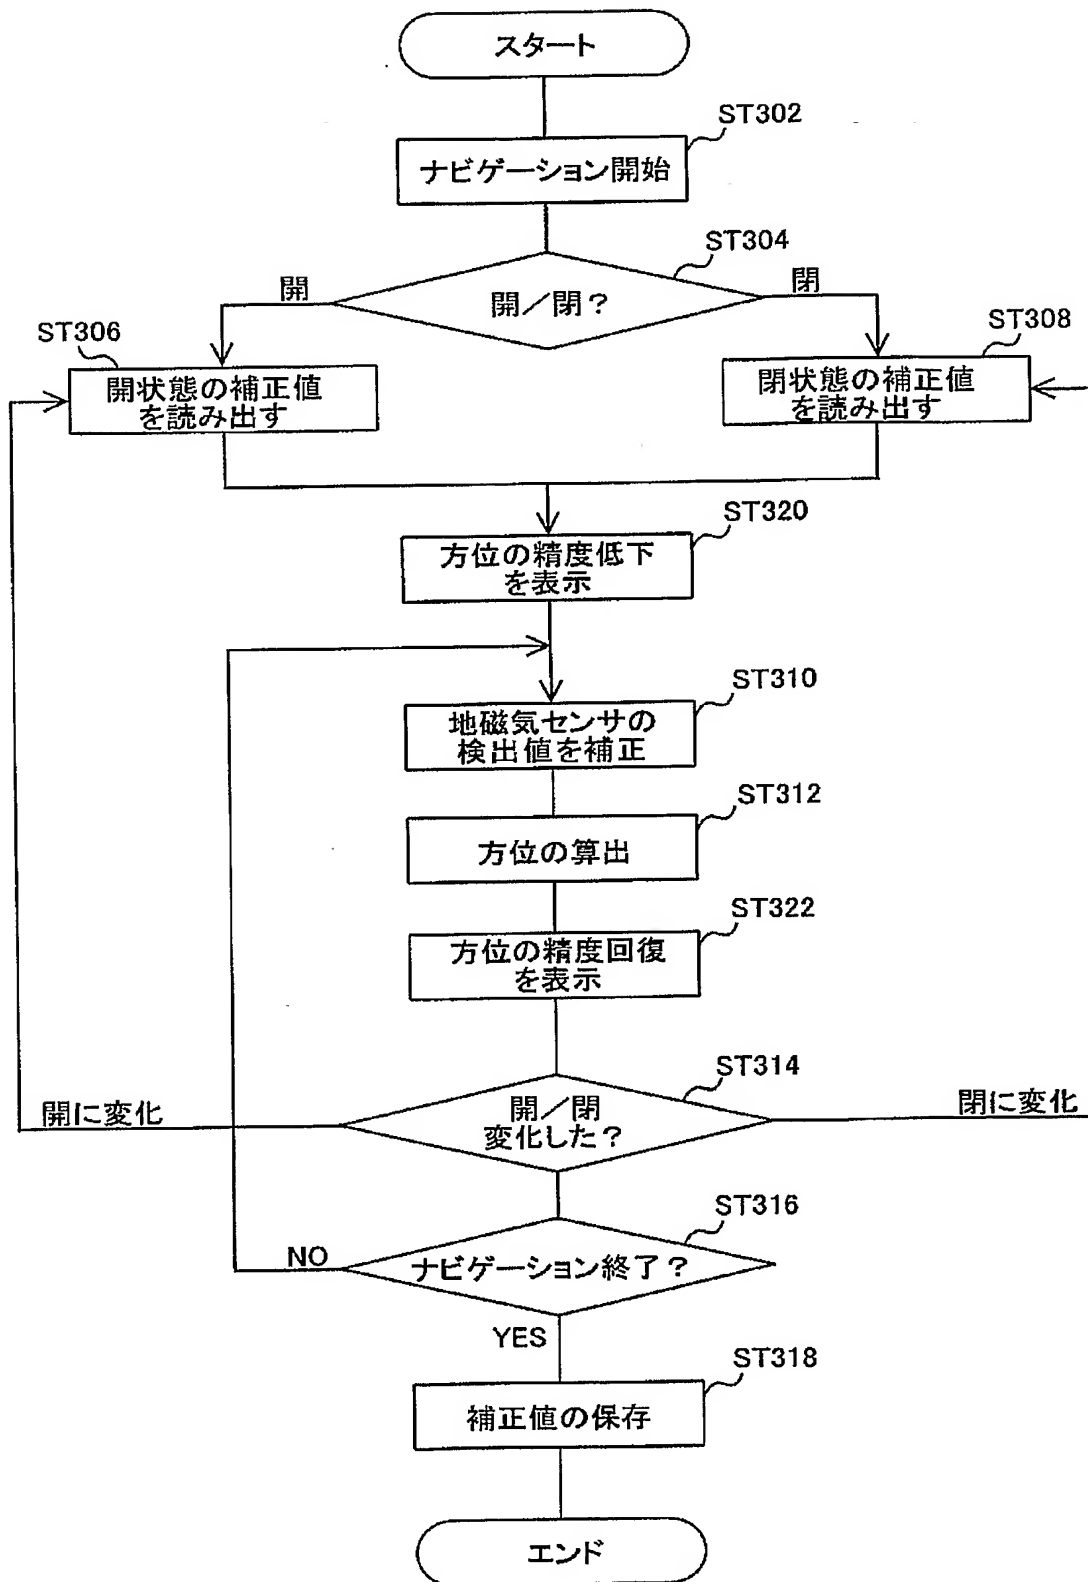 スタート
ST302
ナビゲーション開始
ST304
開
開／閉？
閉
ST306
開状態の補正値
を読み出す
ST308
閉状態の補正値
を読み出す
ST320
方位の精度低下
を表示
ST310
地磁気センサの
検出値を補正
ST312
方位の算出
ST322
方位の精度回復
を表示
ST314
開に変化
開／閉
変化した？
閉に変化
ST316
NO
ナビゲーション終了？
YES
ST318
補正値の保存
エンド